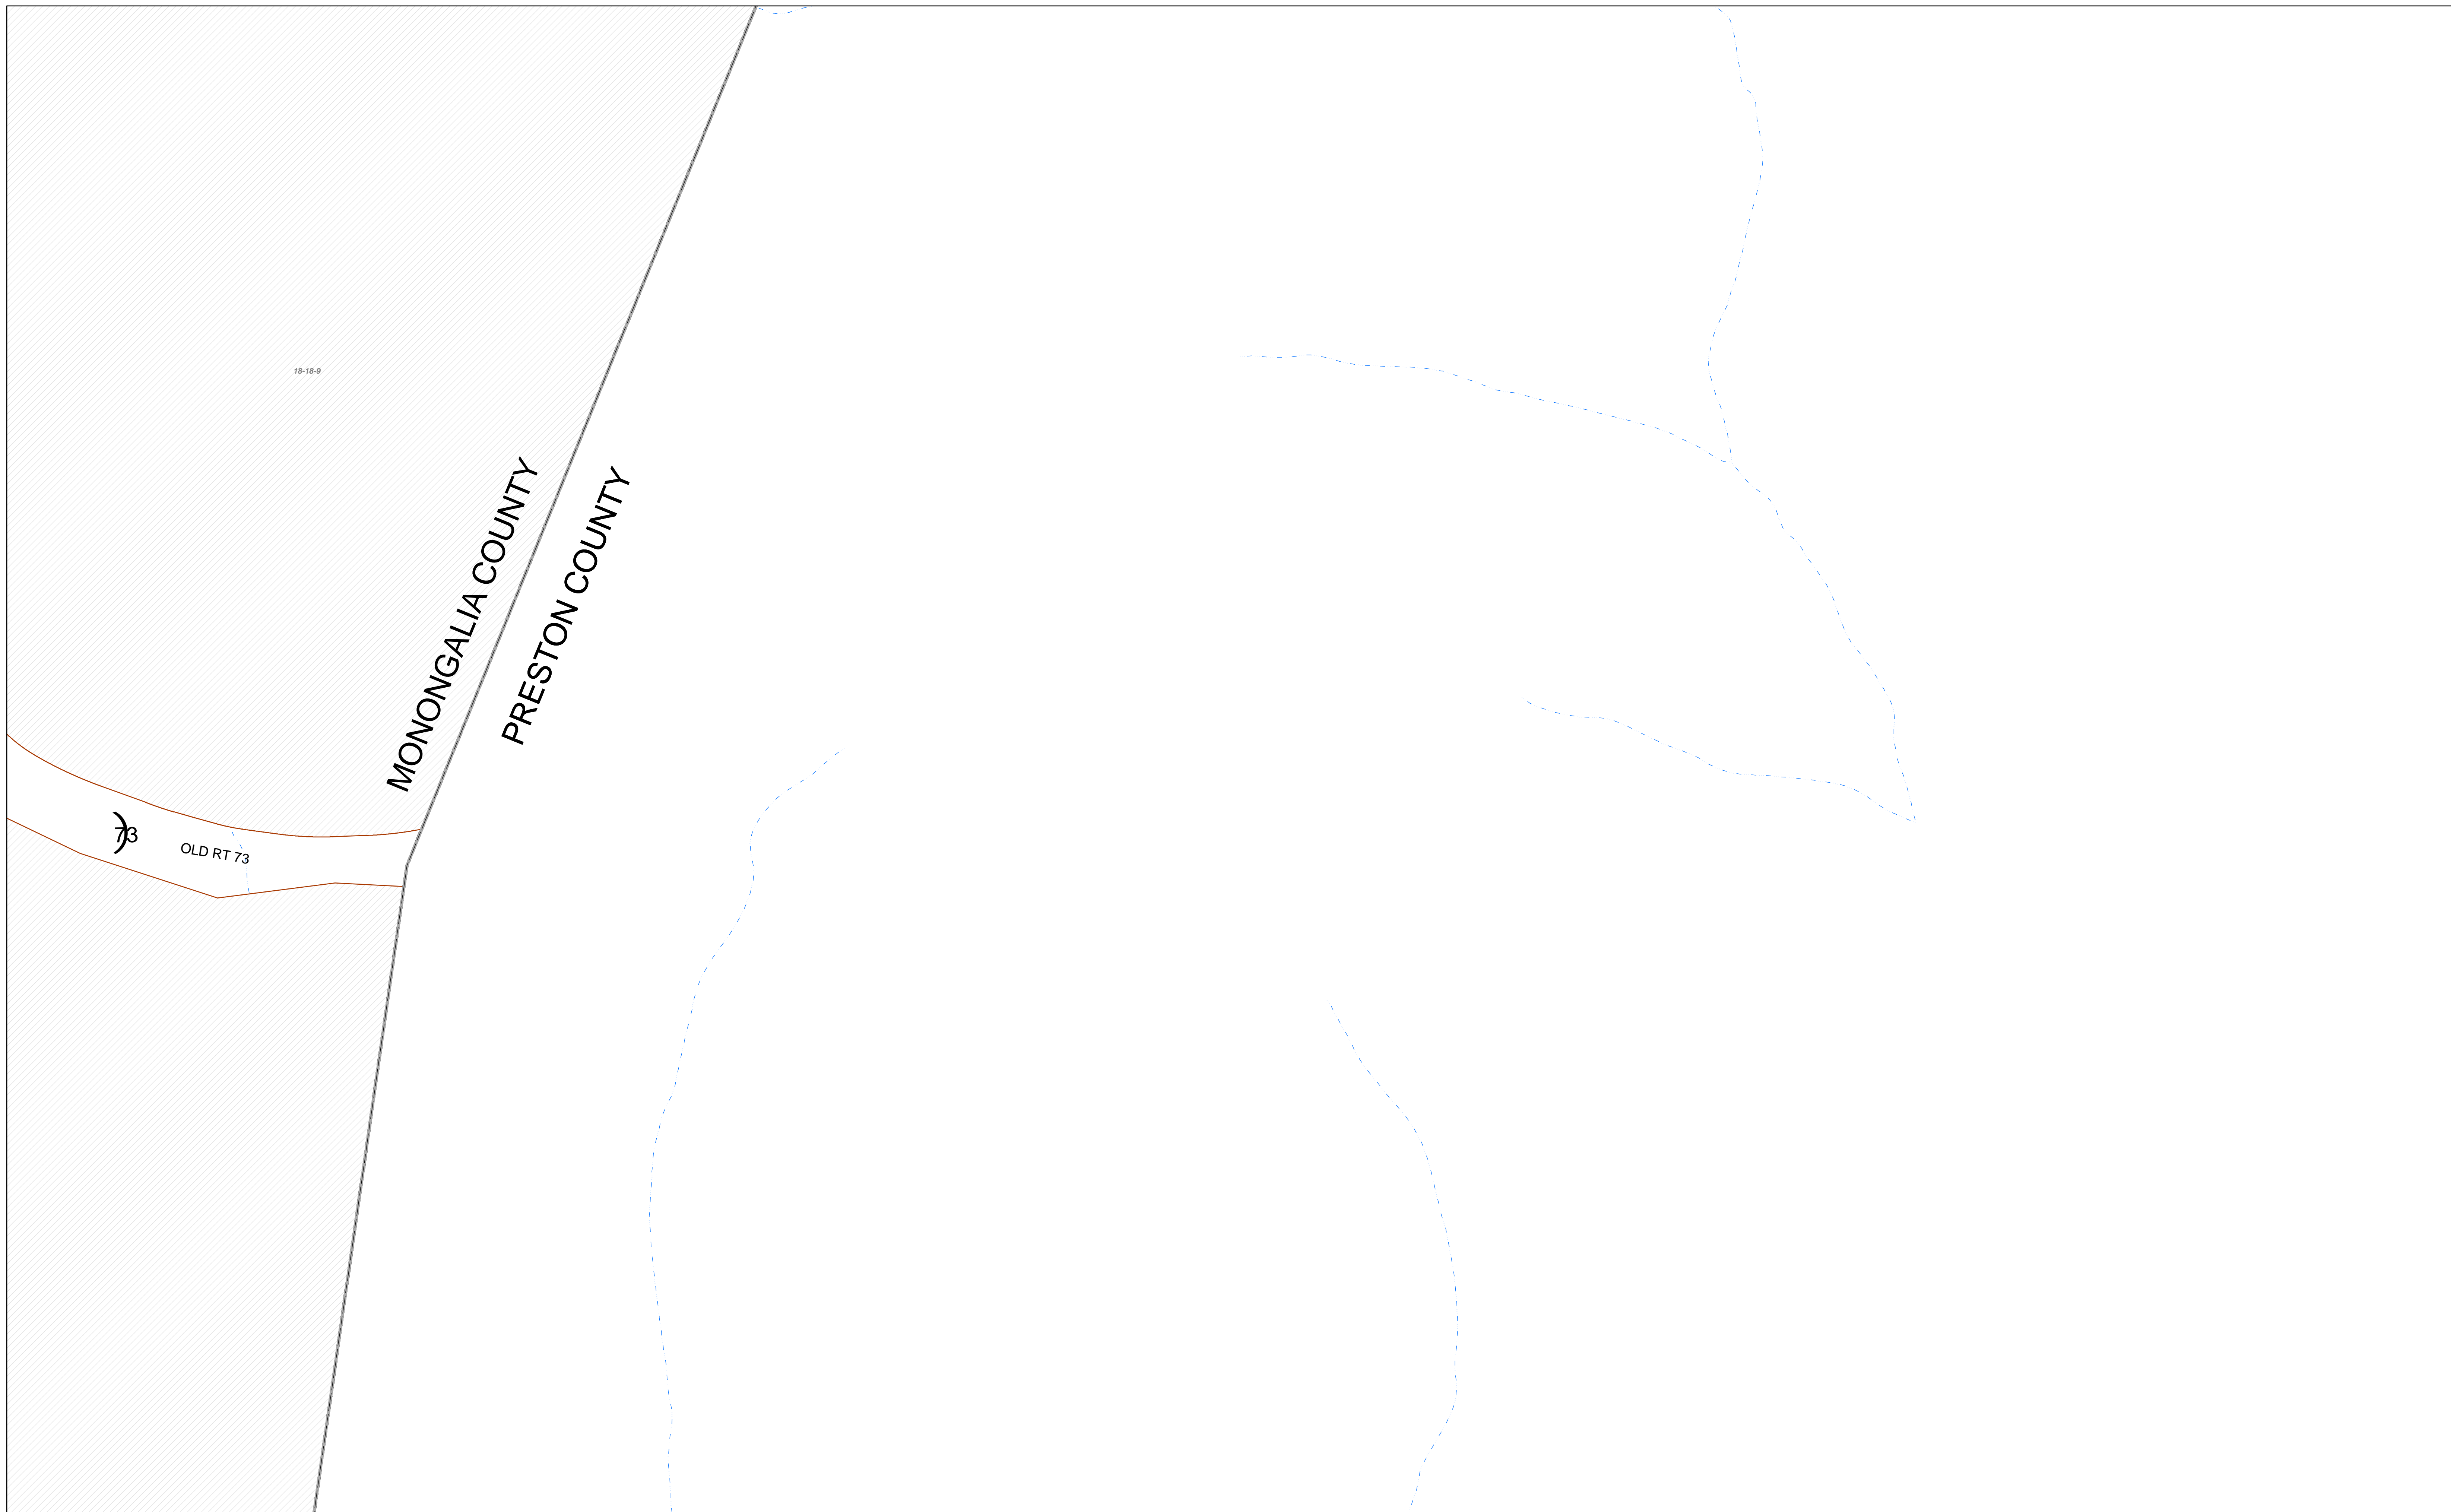 18-18-9
MONONGALIA COUNTY
PRESTON COUNTY
73
OLD RT 73